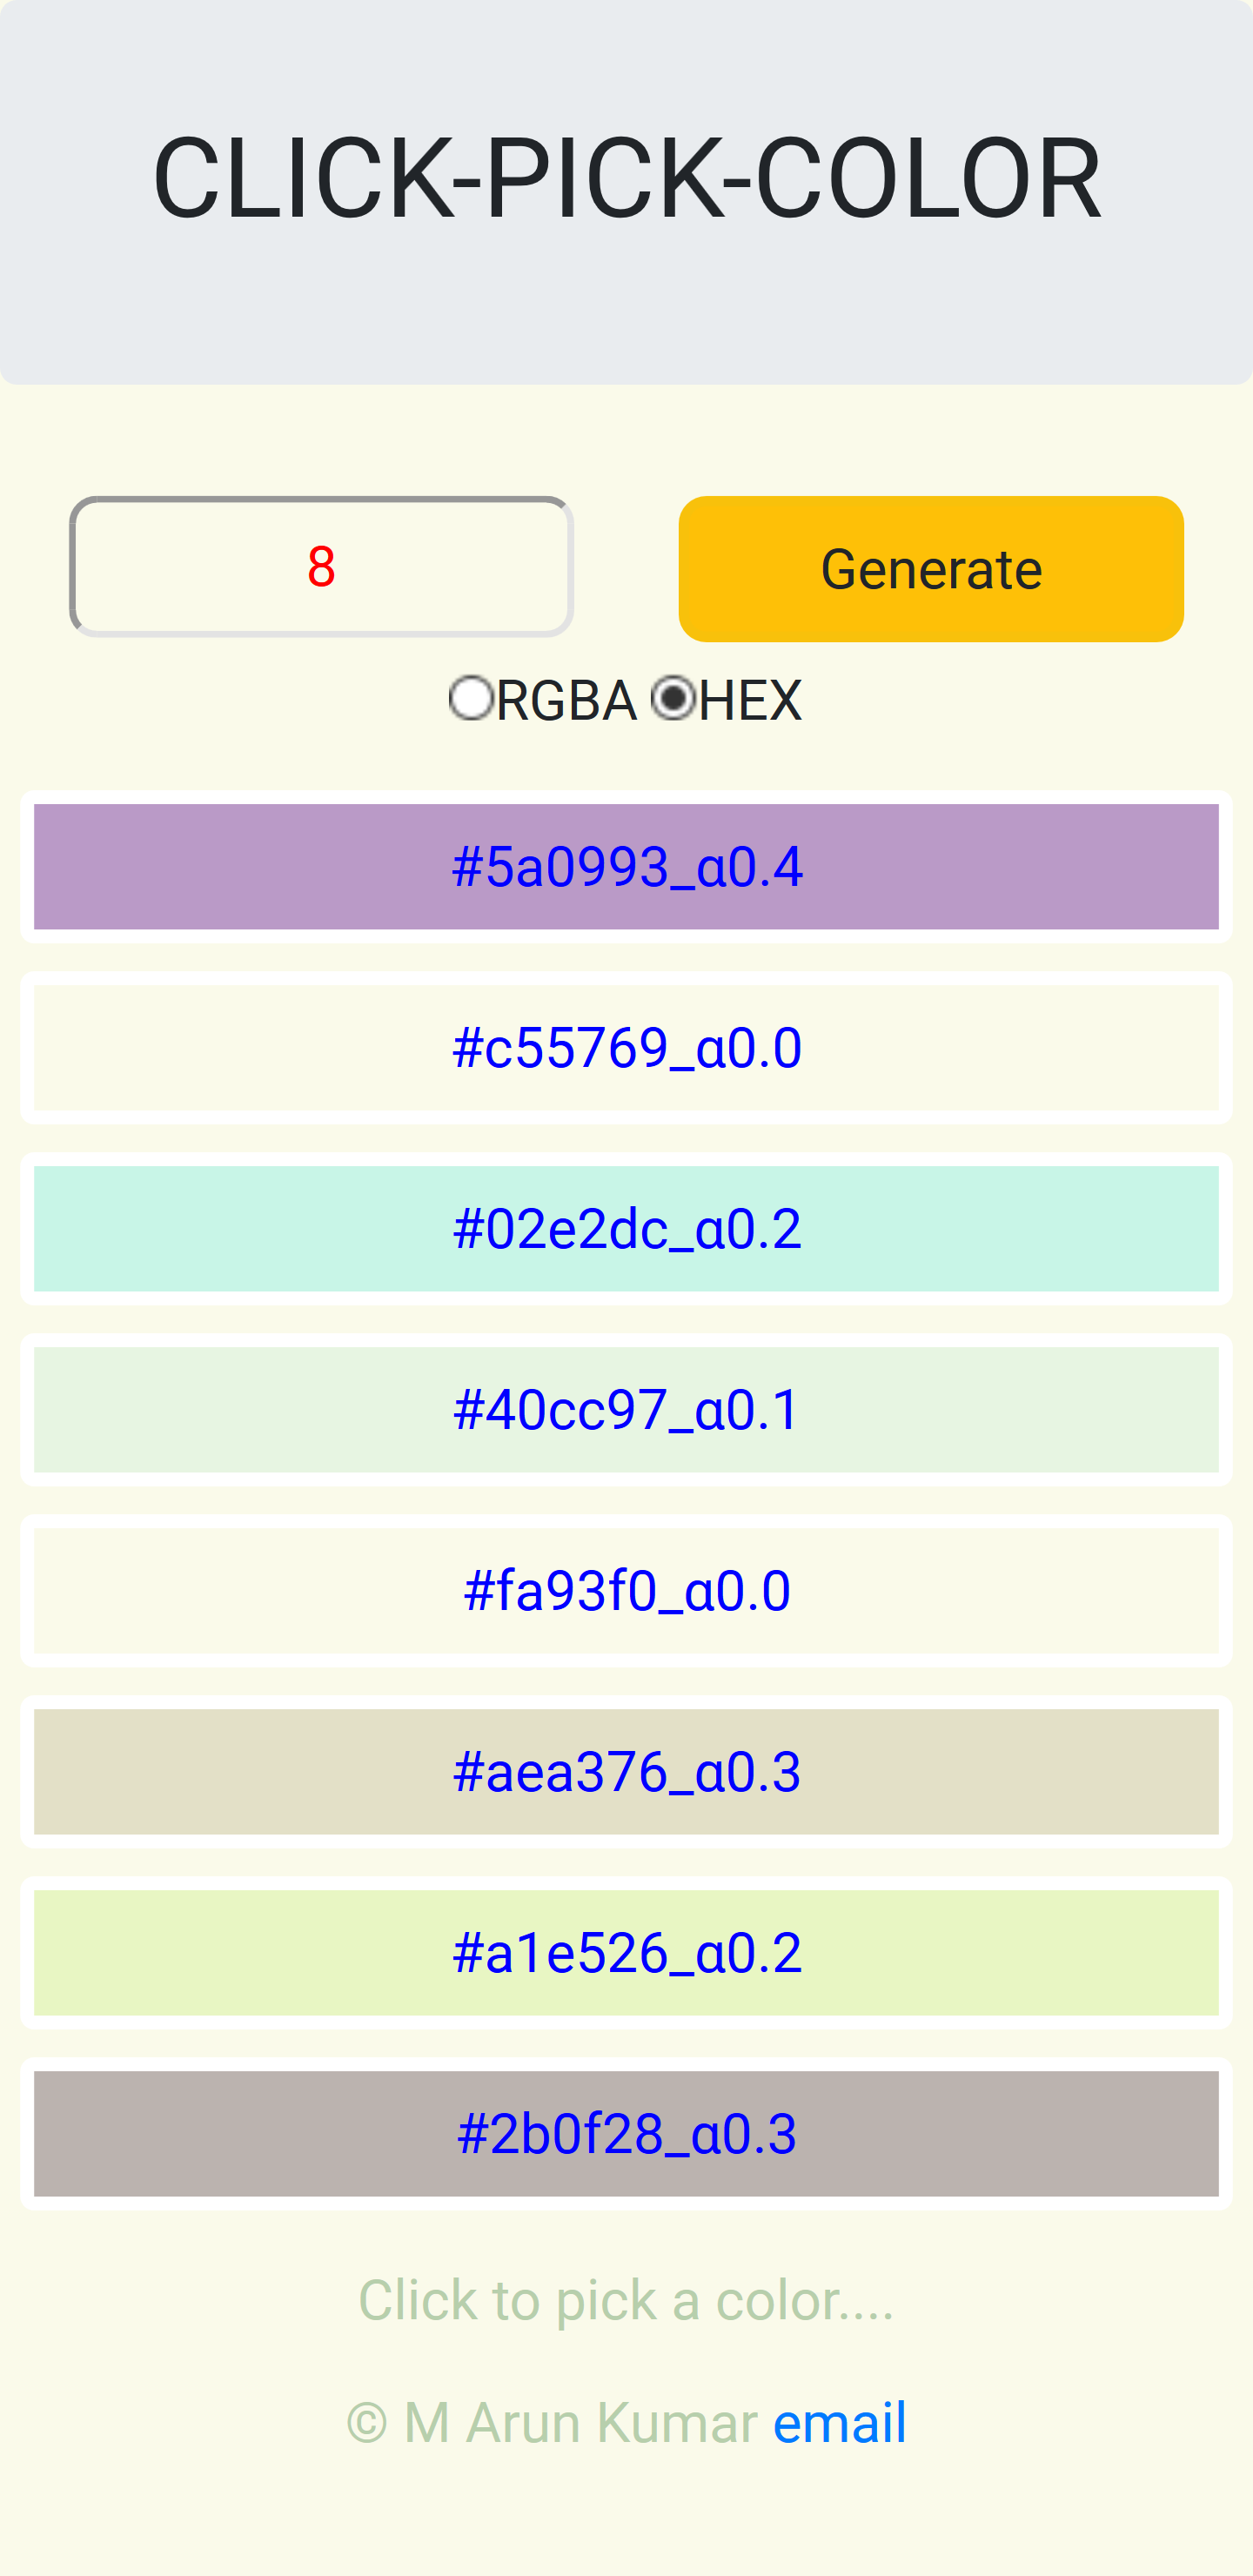 CLICK-PICK-COLOR
8
Generate
RGBA HEX
#5a0993_α0.4
#c55769_α0.0
#02e2dc_α0.2
#40cc97_α0.1
#fa93f0_α0.0
#aea376_α0.3
#a1e526_α0.2
#2b0f28_α0.3
Click to pick a color....
© M Arun Kumar email